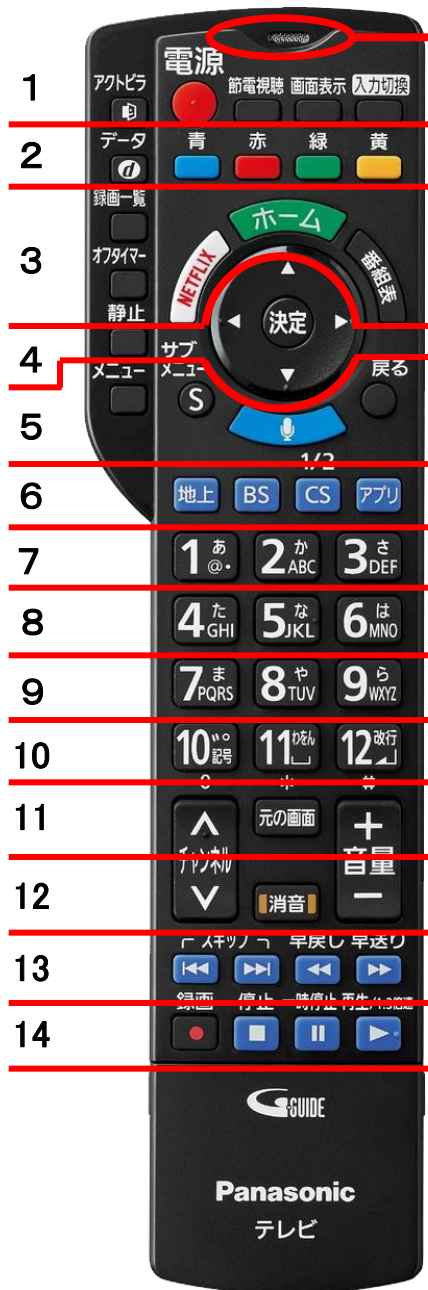 電源
1 アクトビラ 節電視聴 画面表示 入力切換
2 データ d 青 赤 緑 黄
録画一覧 ホーム
3 オフタイマー NETFLIX 番組表
静止 決定
4 サブメニュー 戻る
メニュー S
5
1/2
6 地上 BS CS アプリ
7 1 あ @. 2 か ABC 3 さ DEF
8 4 た GHI 5 な JKL 6 は MNO
9 7 ま PQRS 8 や TUV 9 ら WXYZ
10 10 ゛゜ 記号 11 わをん 12 改行
* #
11 元の画面 +
チャンネル 音量
12 消音 -
スキップ 早戻し 早送り
13
録画 停止 一時停止 再生/1.3倍速
14
G GUIDE
Panasonic
テレビ